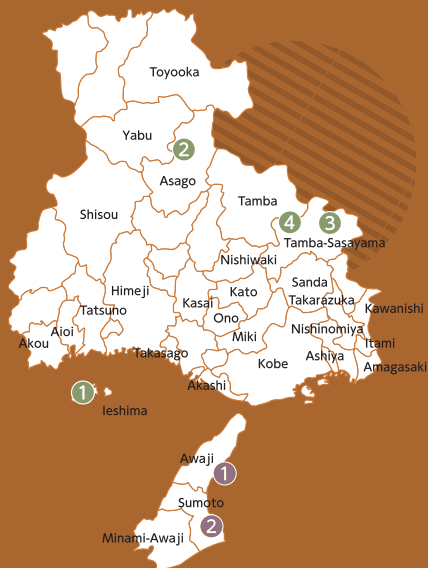 Toyooka
Yabu
2
Asago
Tamba
Shisou
4
3
Tamba-Sasayama
Nishiwaki
Himeji
Sanda
Kasai
Kato
Takarazuka
Tatsuno
Kawanishi
Ono
Aioi
Nishinomiya
Akou
Miki
Itami
Takasago
Ashiya
Kobe
Amagasaki
Akashi
1
Ieshima
Awaji
1
Sumoto
2
Minami-Awaji